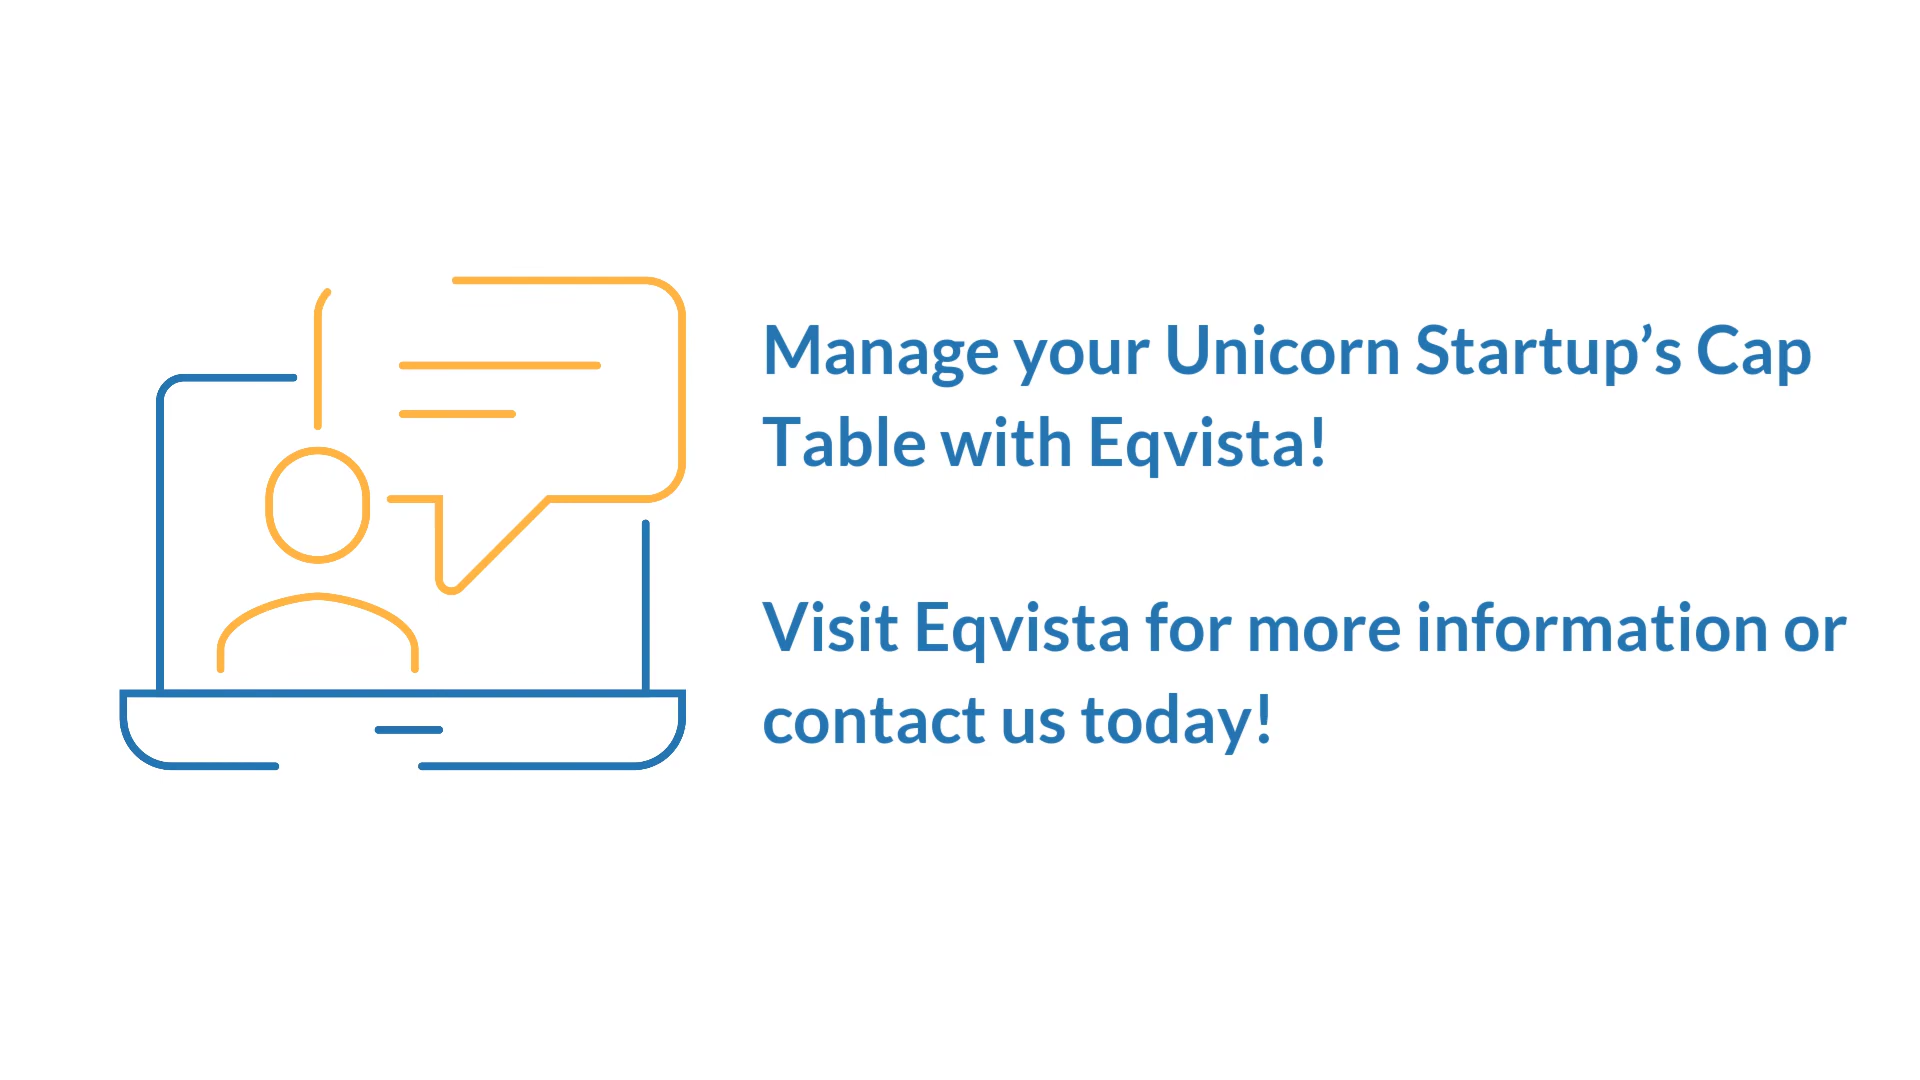 Manage your Unicorn Startup’s Cap
Table with Eqvista!
Visit Eqvista for more information or
contact us today!